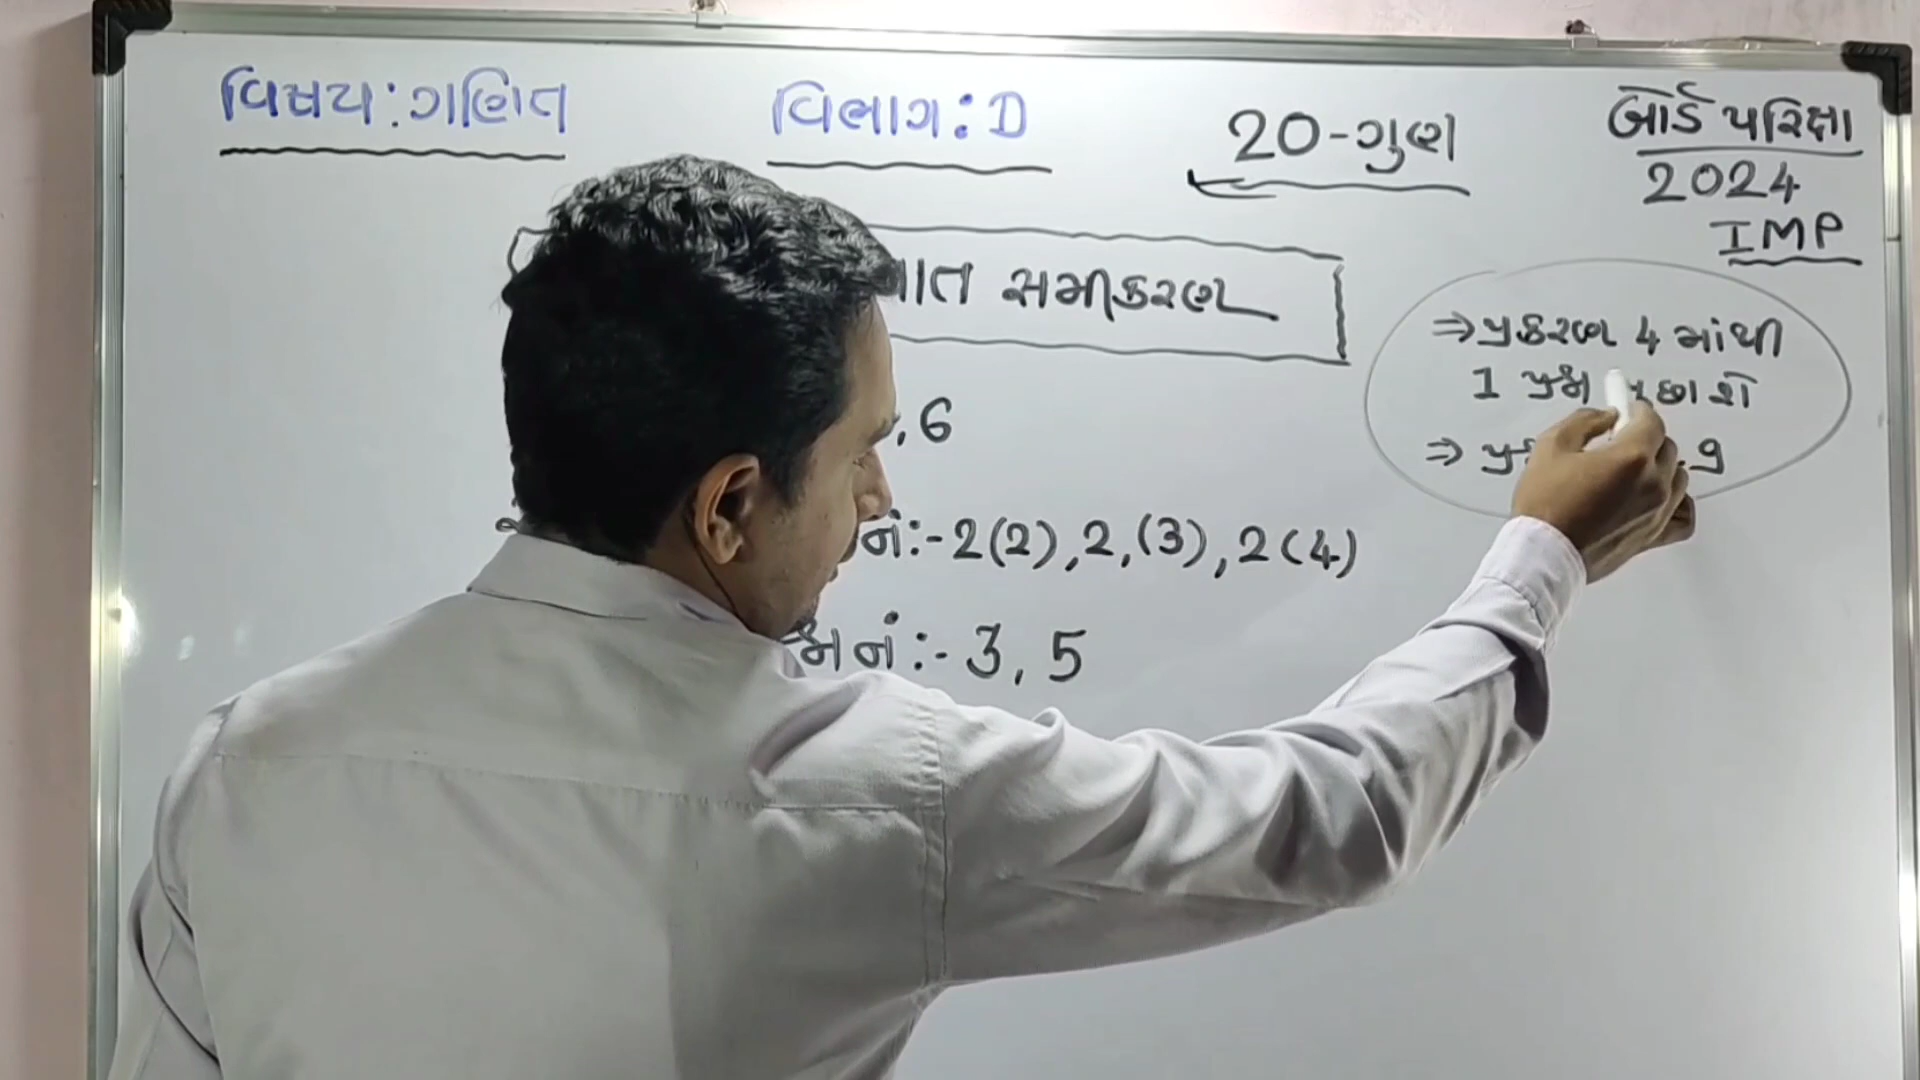 વિષય:ગણિત
વિભાગ:D
20-ગુણ
બોર્ડ પરિક્ષા
2024
IMP
ાત સમીકરણ
⇒પ્રકરણ 4 માંથી
1 પ્રશ્ન પુછાશે
⇒ 9
,6
નં:-2(2),2,(3),2(4)
નં:-3,5